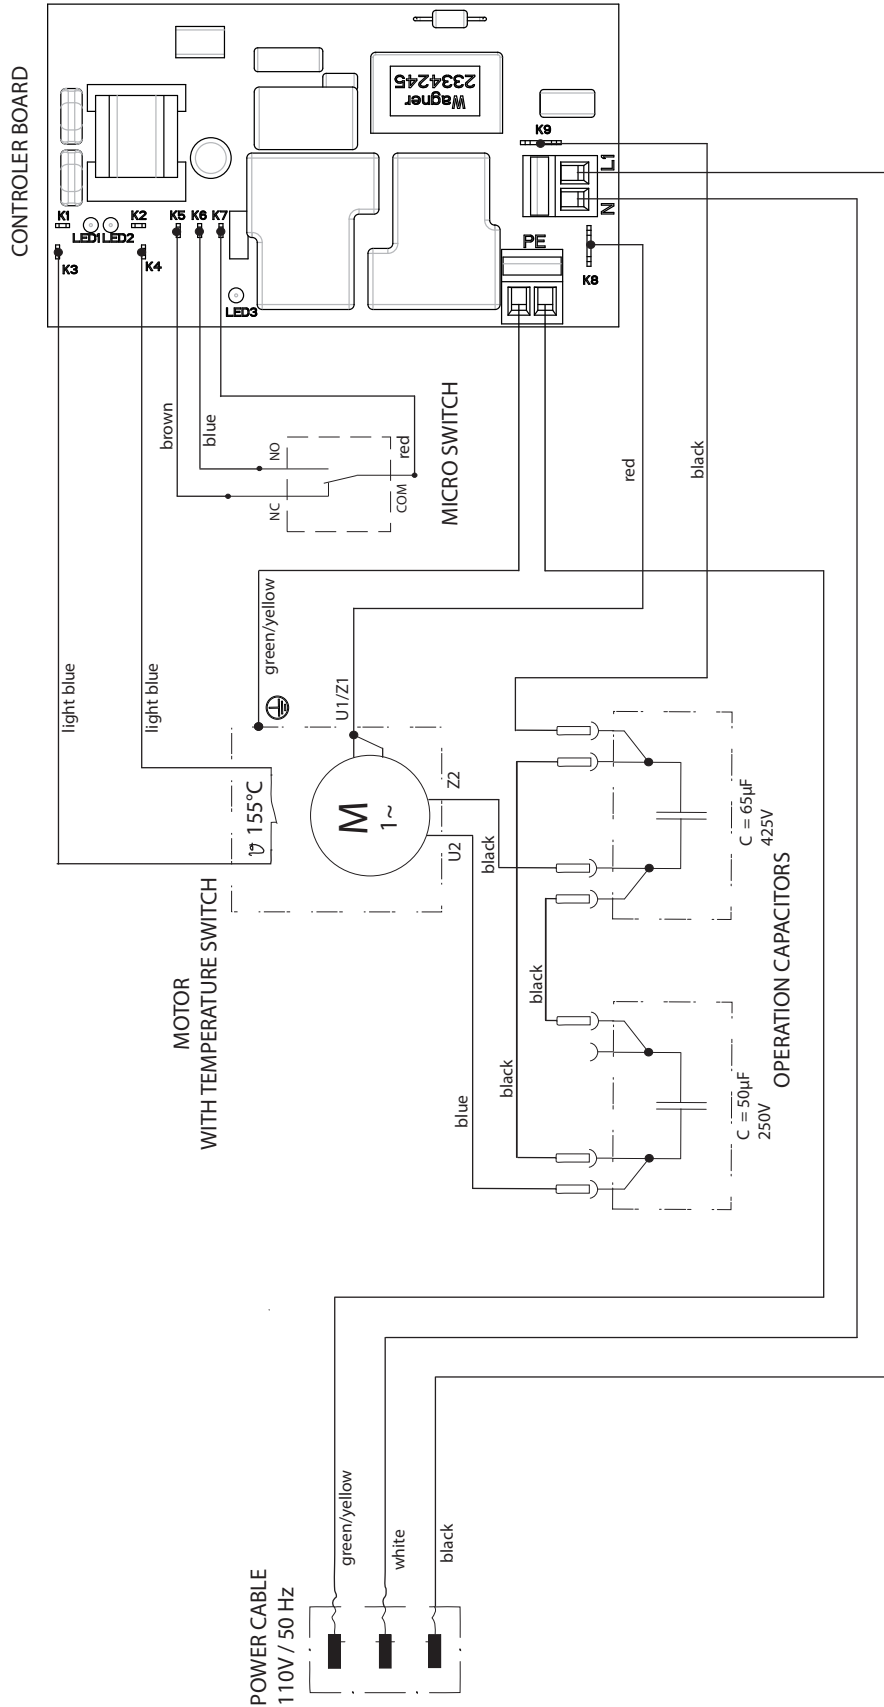 CONTROLER BOARD
Wagner
2334245
K9
L1
N
K1
LED1
LED2
K2
K5
K6
K7
K3
K4
LED3
PE
K8
brown
blue
NO
NC
red
COM
MICRO SWITCH
red
black
green/yellow
light blue
light blue
U1/Z1
ϑ 155°C
M
1~
Z2
U2
black
MOTOR
WITH TEMPERATURE SWITCH
C = 65µF
425V
OPERATION CAPACITORS
black
black
blue
C = 50µF
250V
green/yellow
white
black
POWER CABLE
110V / 50 Hz